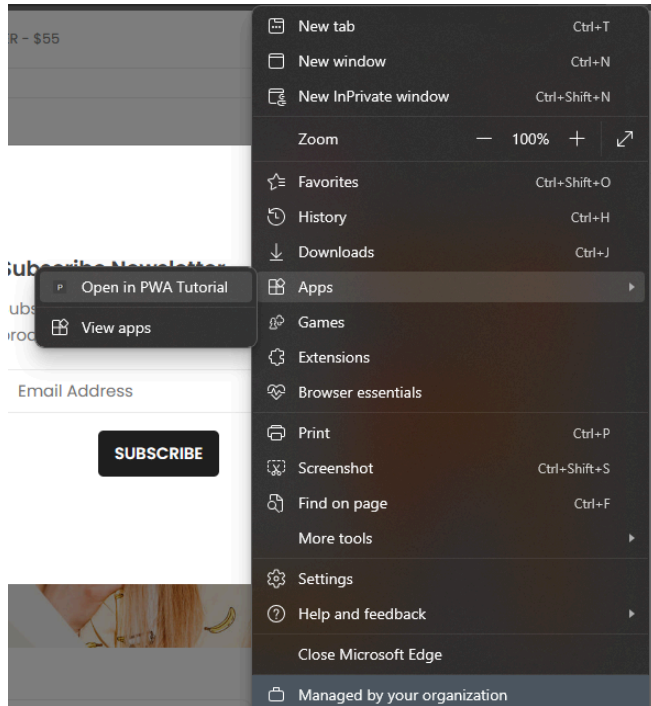 R - $55
New tab Ctrl+T
New window Ctrl+N
New InPrivate window Ctrl+Shift+N
Zoom — 100% +
Favorites Ctrl+Shift+O
History Ctrl+H
Downloads Ctrl+J
Subscribe Newsletter
Apps
P Open in PWA Tutorial
View apps
Games
Extensions
Browser essentials
Email Address
Print Ctrl+P
SUBSCRIBE
Screenshot Ctrl+Shift+S
Find on page Ctrl+F
More tools
Settings
Help and feedback
Close Microsoft Edge
Managed by your organization